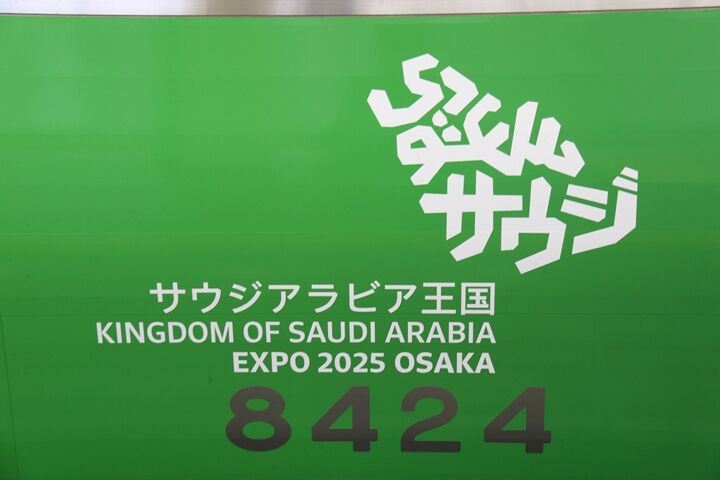 السعودية
サウジ
サウジアラビア王国
KINGDOM OF SAUDI ARABIA
EXPO 2025 OSAKA
8424